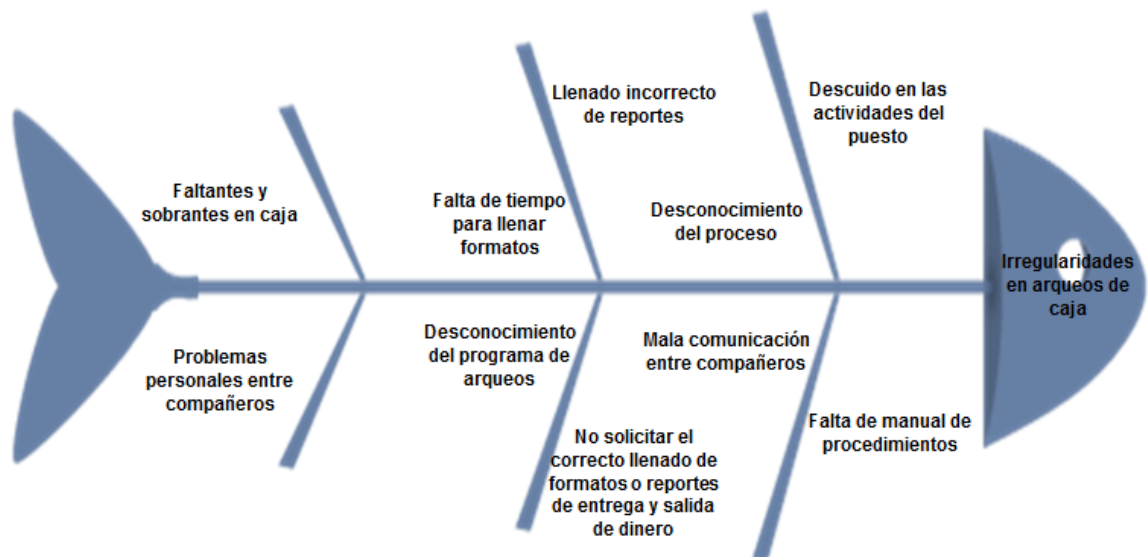 Llenado incorrecto
de reportes
Descuido en las
actividades del
puesto
Faltantes y
sobrantes en caja
Falta de tiempo
para llenar
formatos
Desconocimiento
del proceso
Irregularidades
en arqueos de
caja
Problemas
personales entre
compañeros
Desconocimiento
del programa de
arqueos
Mala comunicación
entre compañeros
No solicitar el
correcto llenado de
formatos o reportes
de entrega y salida
de dinero
Falta de manual de
procedimientos